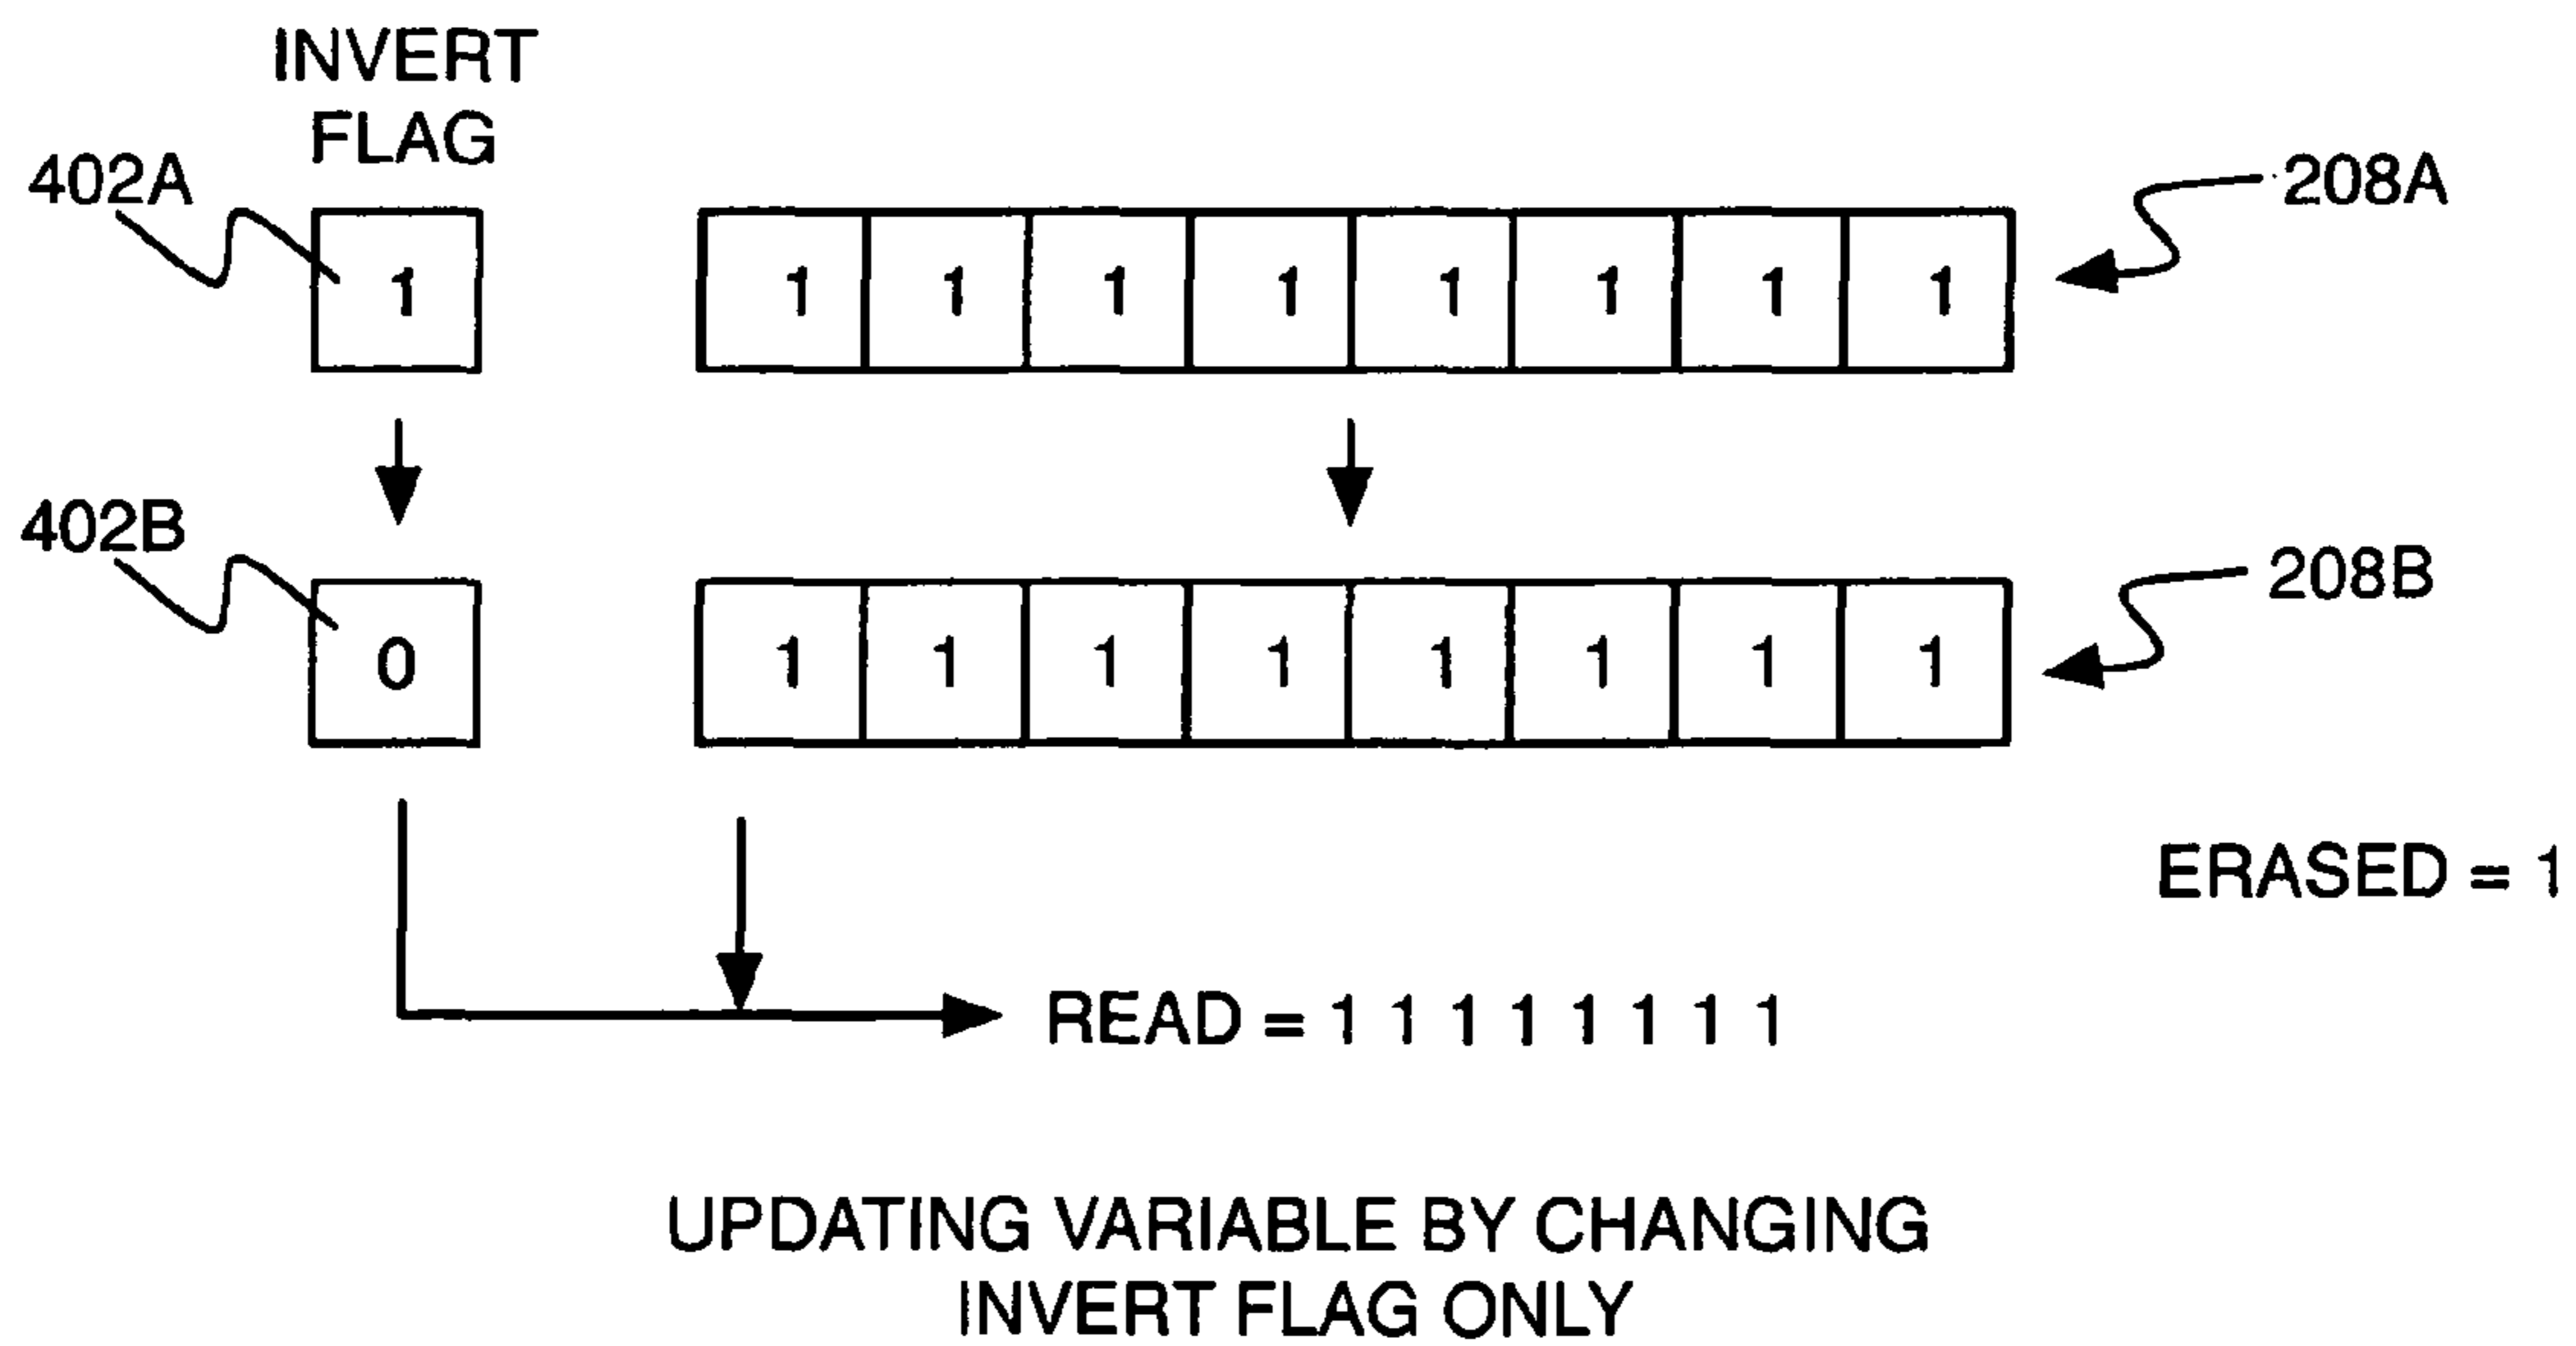 INVERT
FLAG
402A
208A
1
1 1 1 1 1 1 1 1
402B
208B
0
1 1 1 1 1 1 1 1
ERASED = 1
READ = 1 1 1 1 1 1 1 1
UPDATING VARIABLE BY CHANGING
INVERT FLAG ONLY